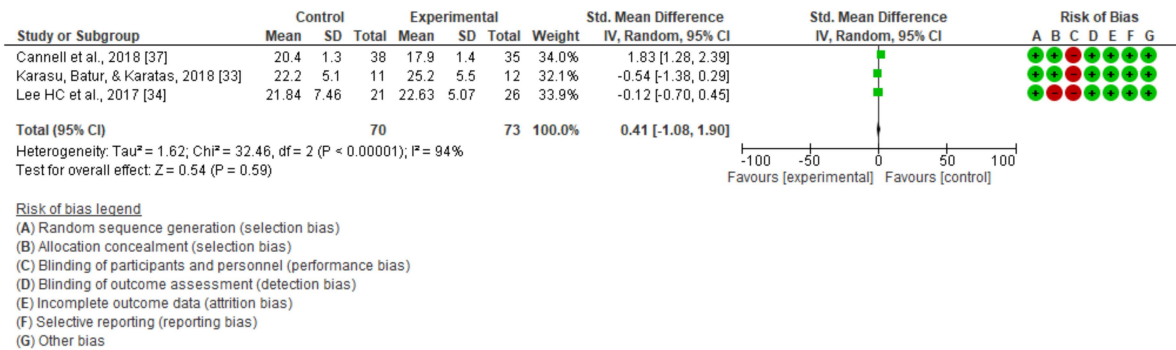 Control Experimental Std. Mean Difference Std. Mean Difference Risk of Bias
Study or Subgroup Mean SD Total Mean SD Total Weight IV, Random, 95% CI IV, Random, 95% CI A B C D E F G
Cannell et al., 2018 [37] 20.4 1.3 38 17.9 1.4 35 34.0% 1.83 [1.28, 2.39] + + - + + + +
Karasu, Batur, & Karatas, 2018 [33] 22.2 5.1 11 25.2 5.5 12 32.1% -0.54 [-1.38, 0.29] + + - + + + +
Lee HC et al., 2017 [34] 21.84 7.46 21 22.63 5.07 26 33.9% -0.12 [-0.70, 0.45] + - - + + + +
Total (95% CI) 70 73 100.0% 0.41 [-1.08, 1.90]
Heterogeneity: Tau² = 1.62; Chi² = 32.46, df = 2 (P < 0.00001); I² = 94%
Test for overall effect: Z = 0.54 (P = 0.59)
-100 -50 0 50 100
Favours [experimental] Favours [control]
Risk of bias legend
(A) Random sequence generation (selection bias)
(B) Allocation concealment (selection bias)
(C) Blinding of participants and personnel (performance bias)
(D) Blinding of outcome assessment (detection bias)
(E) Incomplete outcome data (attrition bias)
(F) Selective reporting (reporting bias)
(G) Other bias